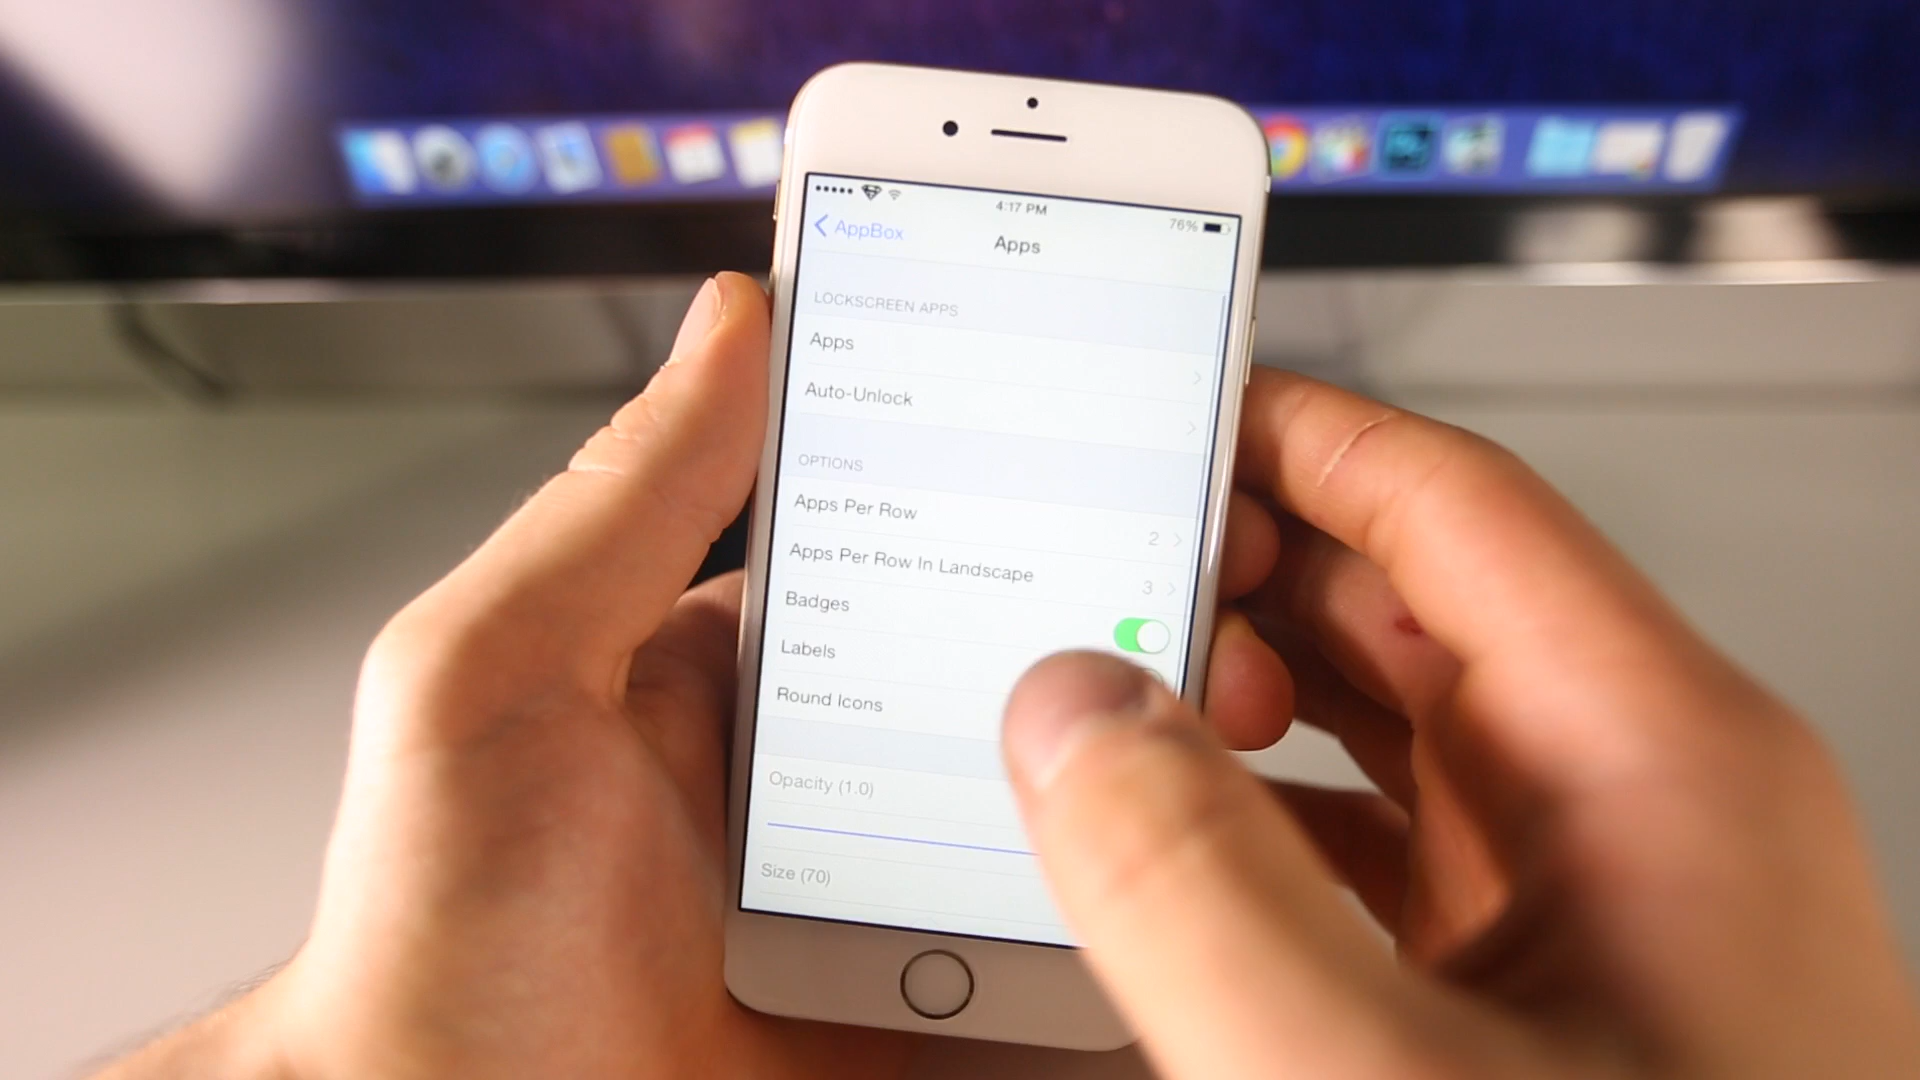 4:17 PM
76%
AppBox
Apps
LOCKSCREEN APPS
Apps
Auto-Unlock
OPTIONS
Apps Per Row 2
Apps Per Row In Landscape 3
Badges
Labels
Round Icons
Opacity (1.0)
Size (70)